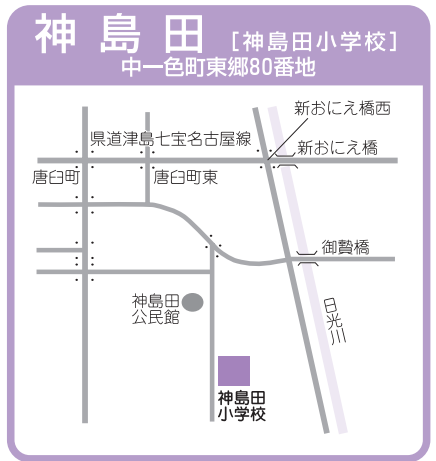 神島田 [神島田小学校]
中一色町東郷80番地
新おにえ橋西
県道津島七宝名古屋線
新おにえ橋
唐臼町
唐臼町東
御贄橋
神島田
公民館
日光川
神島田
小学校